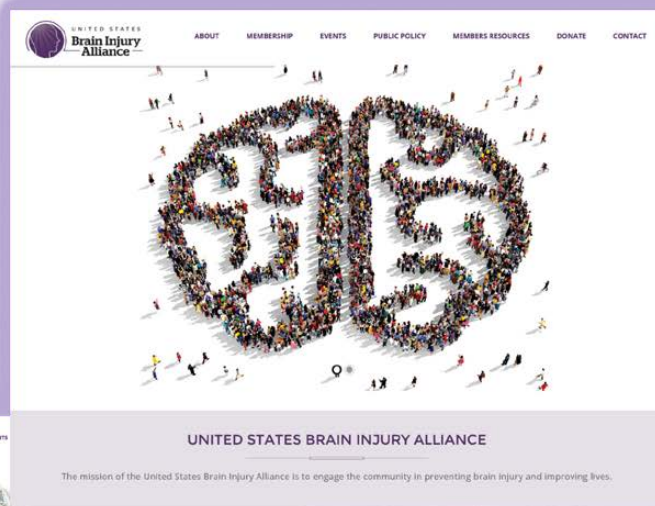 UNITED STATES
Brain Injury
Alliance
ABOUT MEMBERSHIP EVENTS PUBLIC POLICY MEMBERS RESOURCES DONATE CONTACT
UNITED STATES BRAIN INJURY ALLIANCE
The mission of the United States Brain Injury Alliance is to engage the community in preventing brain injury and improving lives.